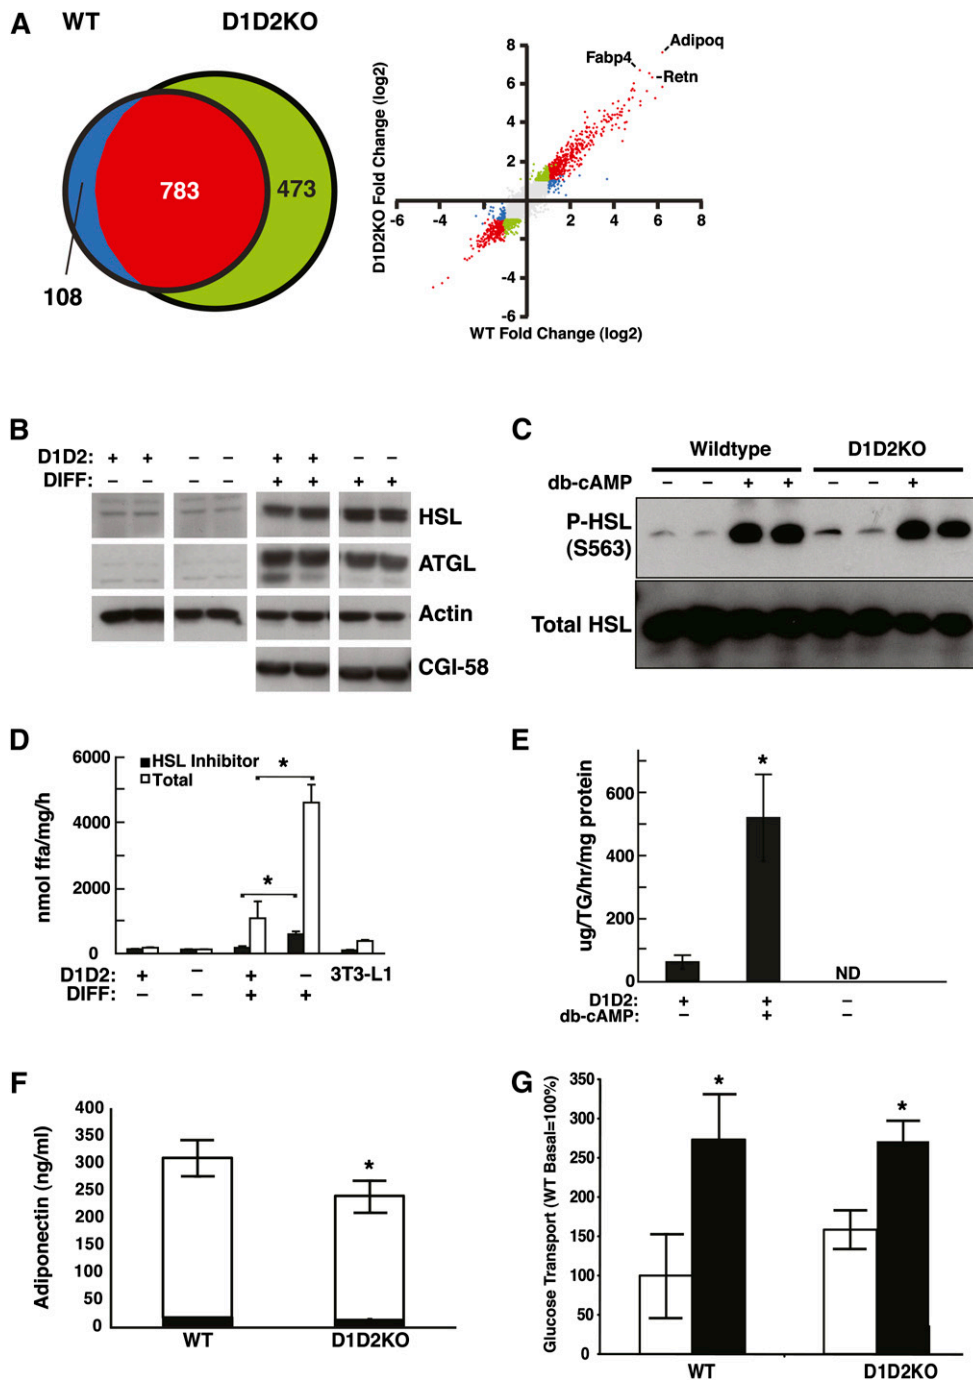 A
WT
D1D2KO
783
473
108
D1D2KO Fold Change (log2)
8
6
4
2
-6
-4
-2
2
4
6
8
-2
-4
-6
Adipoq
Fabp4
Retn
WT Fold Change (log2)
B
D1D2: + + – – + + – –
DIFF: – – – – + + + +
HSL
ATGL
Actin
CGI-58
C
Wildtype
D1D2KO
db-cAMP – – + + – – +
P-HSL
(S563)
Total HSL
D
nmol ffa/mg/h
6000
4000
2000
0
HSL Inhibitor
Total
*
*
D1D2: + – + – 3T3-L1
DIFF: – – + +
E
ug/TG/hr/mg protein
600
400
200
0
*
ND
D1D2: + + –
db-cAMP: – + –
F
Adiponectin (ng/ml)
400
350
300
250
200
150
100
50
0
*
WT
D1D2KO
G
Glucose Transport (WT Basal=100%)
350
300
250
200
150
100
50
0
*
*
WT
D1D2KO